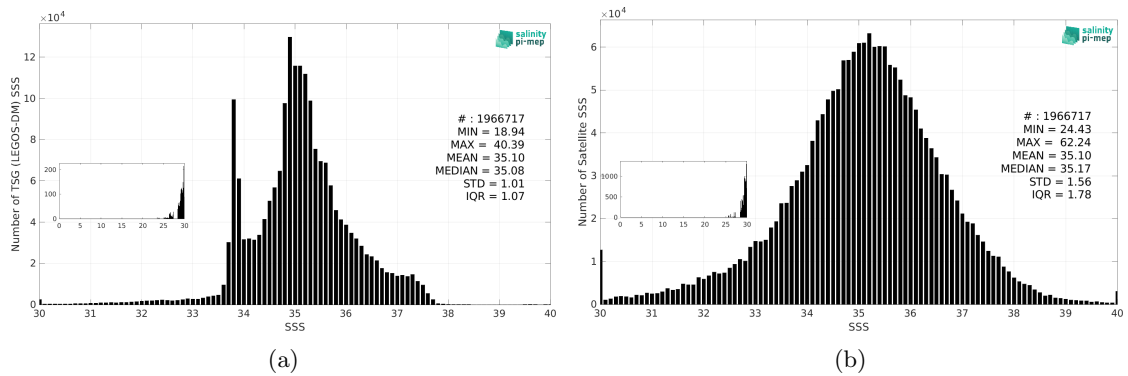 ×10⁴
salinity
pi-mep
Number of TSG (LEGOS-DM) SSS
12
10
8
6
4
2
0
# : 1966717
MIN = 18.94
MAX = 40.39
MEAN = 35.10
MEDIAN = 35.08
STD = 1.01
IQR = 1.07
200
150
100
50
0
0 5 10 15 20 25 30
30 31 32 33 34 35 36 37 38 39 40
SSS
(a)
×10⁴
salinity
pi-mep
Number of Satellite SSS
6
5
4
3
2
1
0
# : 1966717
MIN = 24.43
MAX = 62.24
MEAN = 35.10
MEDIAN = 35.17
STD = 1.56
IQR = 1.78
1000
500
0
0 5 10 15 20 25 30
30 31 32 33 34 35 36 37 38 39 40
SSS
(b)